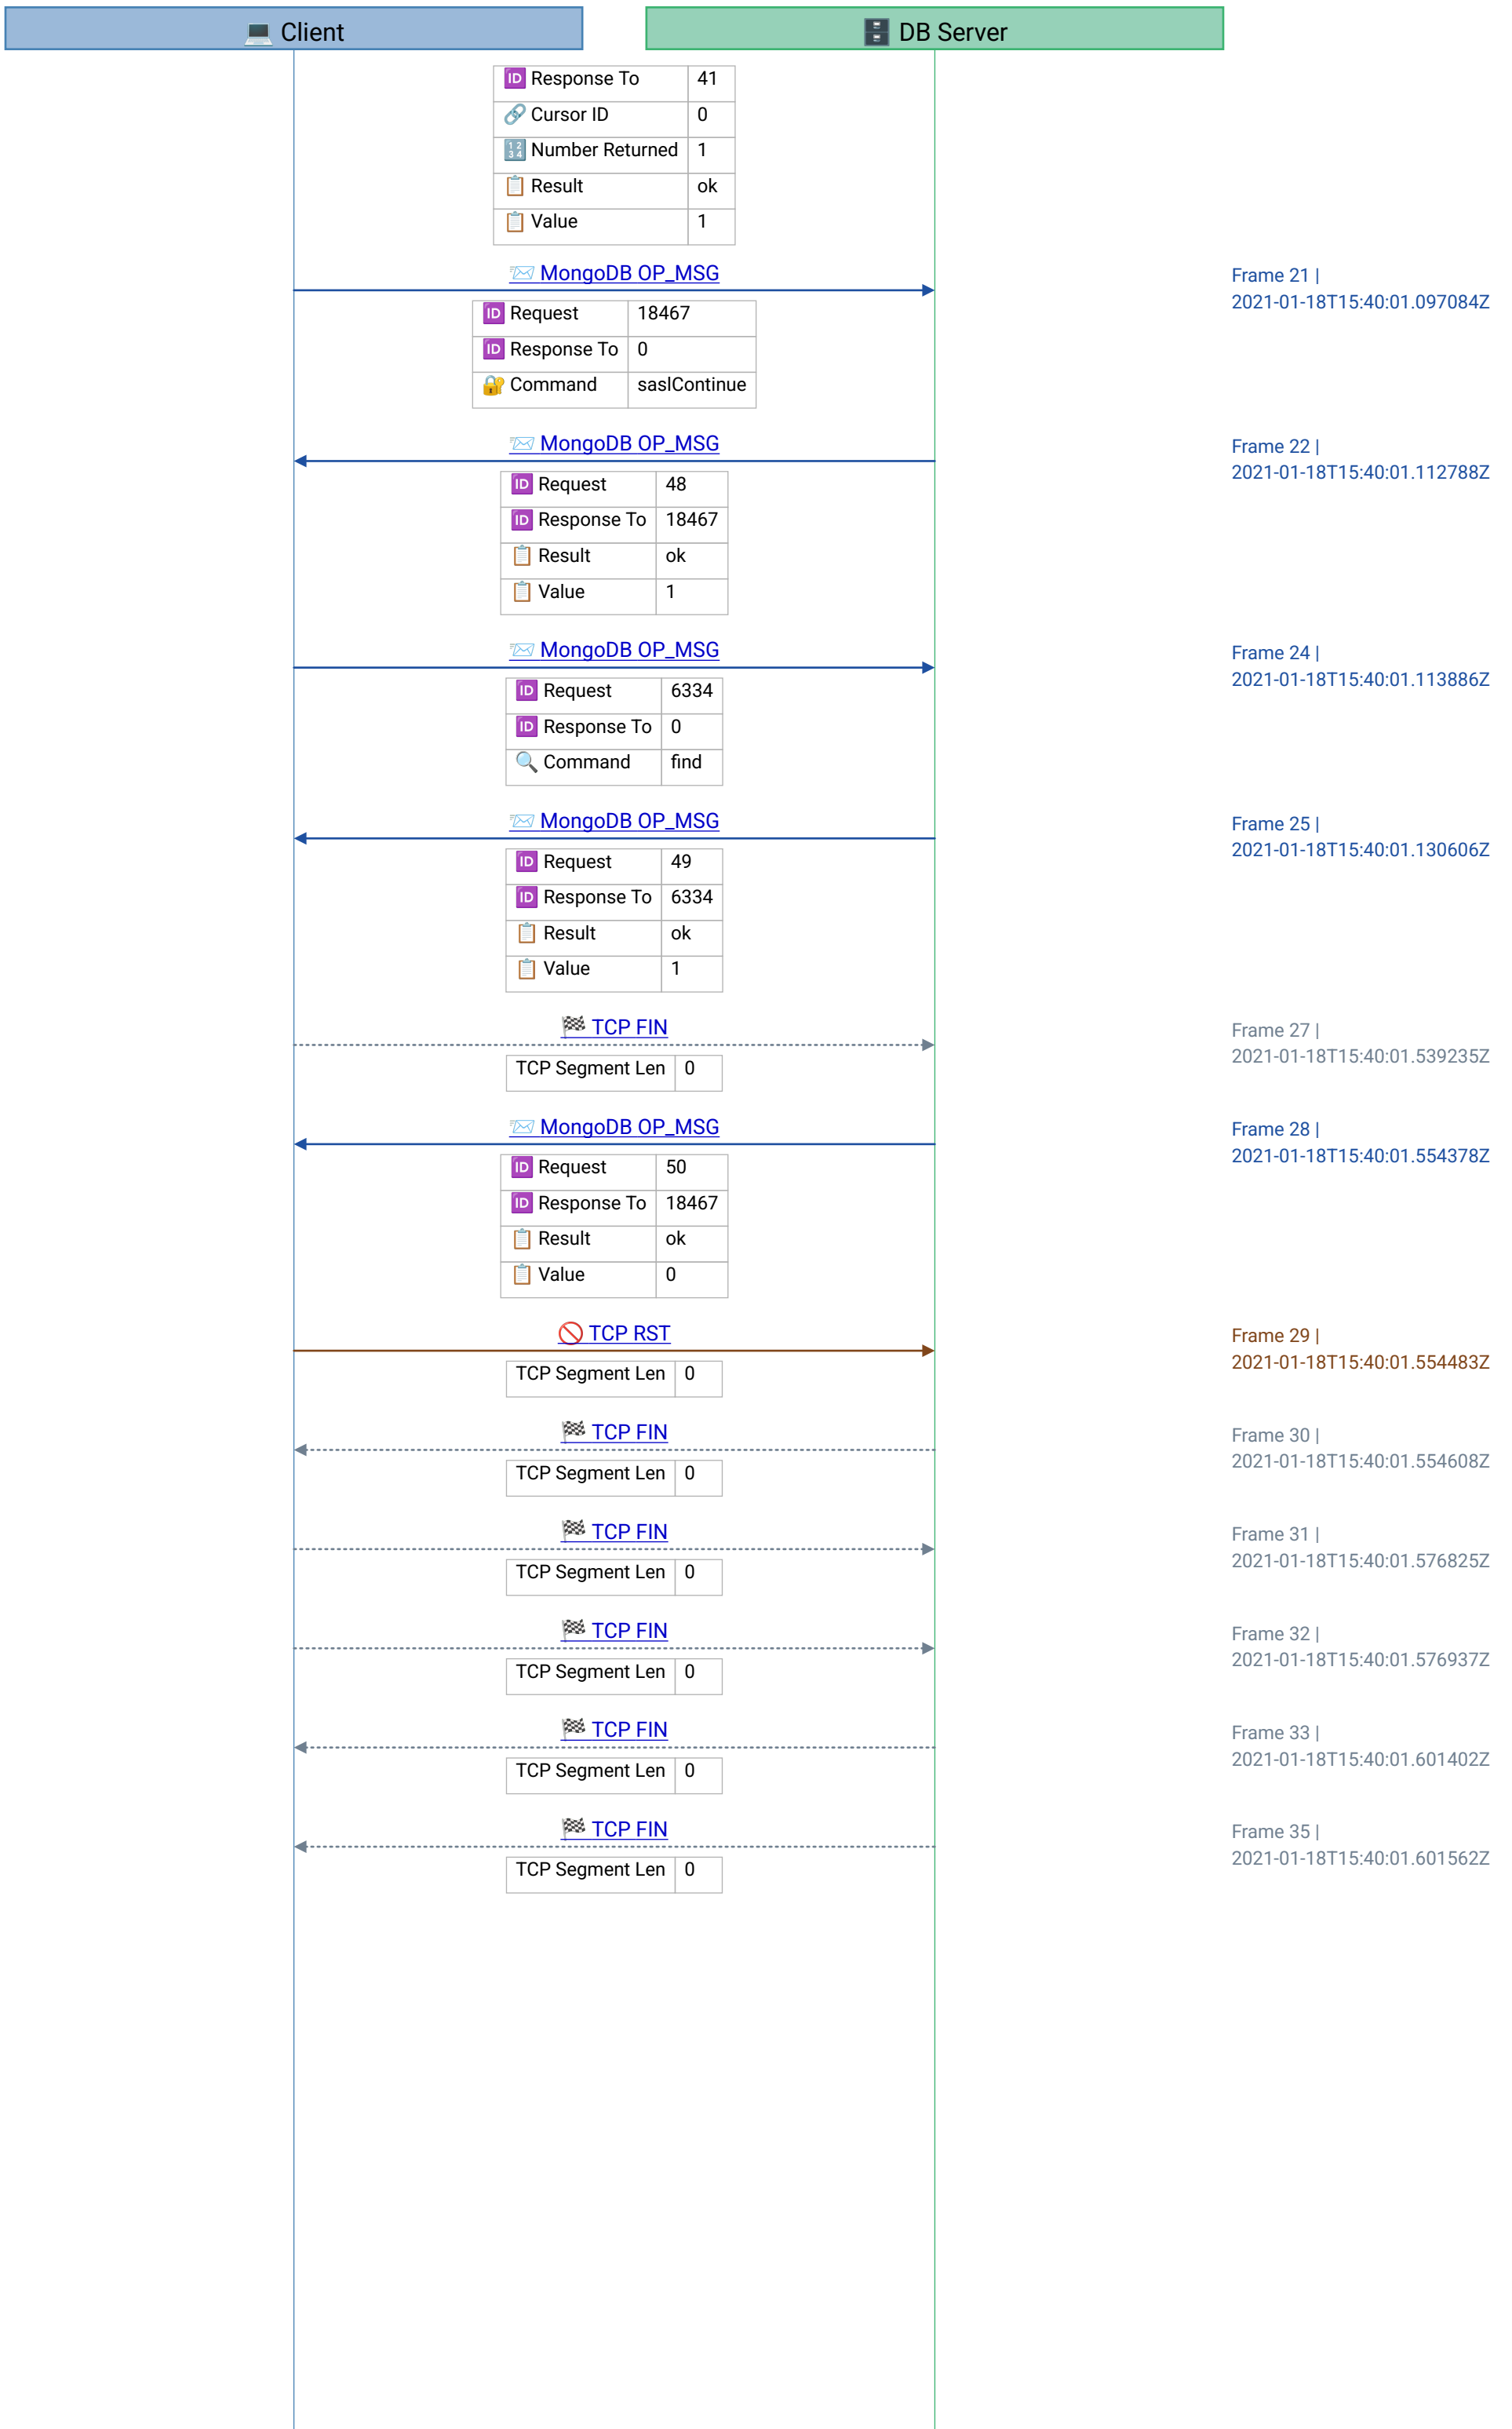 💻 Client
🗄️ DB Server
🆔 Response To 41
🔗 Cursor ID 0
🔢 Number Returned 1
📋 Result ok
📋 Value 1
📨 MongoDB OP_MSG
Frame 21 |
2021-01-18T15:40:01.097084Z
🆔 Request 18467
🆔 Response To 0
🔐 Command saslContinue
📨 MongoDB OP_MSG
Frame 22 |
2021-01-18T15:40:01.112788Z
🆔 Request 48
🆔 Response To 18467
📋 Result ok
📋 Value 1
📨 MongoDB OP_MSG
Frame 24 |
2021-01-18T15:40:01.113886Z
🆔 Request 6334
🆔 Response To 0
🔍 Command find
📨 MongoDB OP_MSG
Frame 25 |
2021-01-18T15:40:01.130606Z
🆔 Request 49
🆔 Response To 6334
📋 Result ok
📋 Value 1
🏁 TCP FIN
Frame 27 |
2021-01-18T15:40:01.539235Z
TCP Segment Len 0
📨 MongoDB OP_MSG
Frame 28 |
2021-01-18T15:40:01.554378Z
🆔 Request 50
🆔 Response To 18467
📋 Result ok
📋 Value 0
🚫 TCP RST
Frame 29 |
2021-01-18T15:40:01.554483Z
TCP Segment Len 0
🏁 TCP FIN
Frame 30 |
2021-01-18T15:40:01.554608Z
TCP Segment Len 0
🏁 TCP FIN
Frame 31 |
2021-01-18T15:40:01.576825Z
TCP Segment Len 0
🏁 TCP FIN
Frame 32 |
2021-01-18T15:40:01.576937Z
TCP Segment Len 0
🏁 TCP FIN
Frame 33 |
2021-01-18T15:40:01.601402Z
TCP Segment Len 0
🏁 TCP FIN
Frame 35 |
2021-01-18T15:40:01.601562Z
TCP Segment Len 0